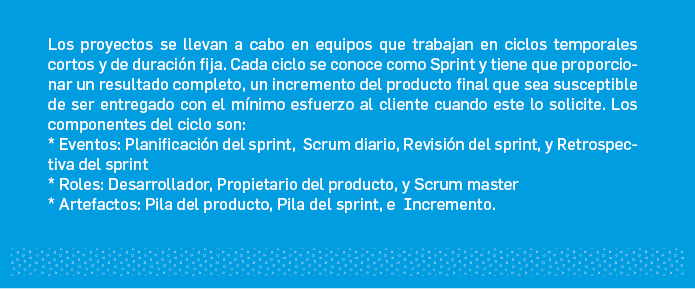 Los proyectos se llevan a cabo en equipos que trabajan en ciclos temporales
cortos y de duración fija. Cada ciclo se conoce como Sprint y tiene que proporcio-
nar un resultado completo, un incremento del producto final que sea susceptible
de ser entregado con el mínimo esfuerzo al cliente cuando este lo solicite. Los
componentes del ciclo son:
* Eventos: Planificación del sprint,  Scrum diario, Revisión del sprint, y Retrospec-
tiva del sprint
* Roles: Desarrollador, Propietario del producto, y Scrum master
* Artefactos: Pila del producto, Pila del sprint, e  Incremento.